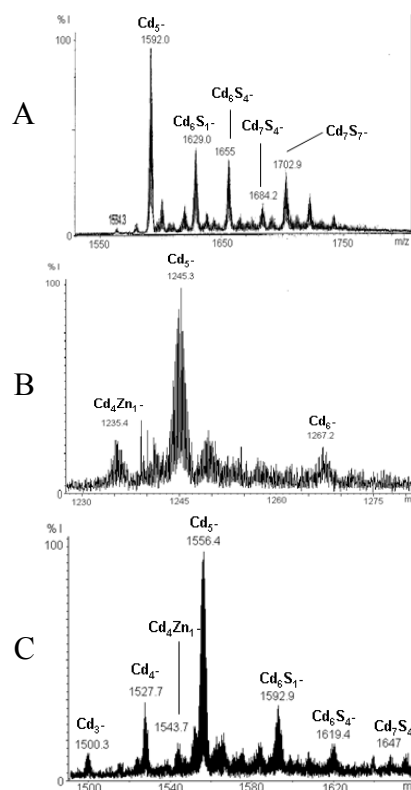 A
% I
100
0
Cd5-
1592.0
Cd6S1-
1629.0
Cd6S4-
1655
Cd7S4-
1684.2
Cd7S7-
1702.9
1550
1650
1750
m/z
B
% I
100
0
Cd5-
1245.3
Cd4Zn1-
1235.4
Cd6-
1267.2
1230
1245
1260
1275
C
% I
100
0
Cd5-
1556.4
Cd4Zn1-
1543.7
Cd4-
1527.7
Cd3-
1500.3
Cd6S1-
1592.9
Cd6S4-
1619.4
Cd7S4
1647
1500
1540
1580
1620